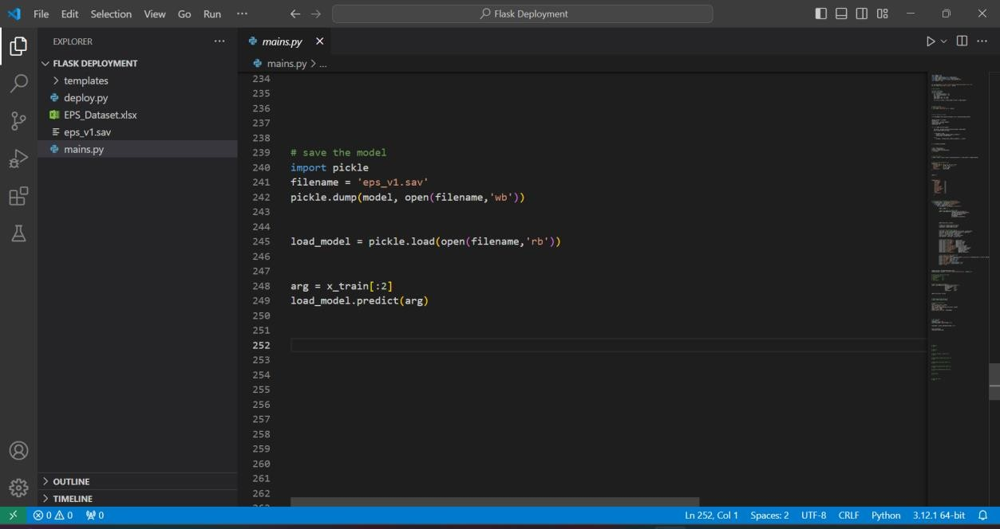 File Edit Selection View Go Run ··· Flask Deployment
EXPLORER ···
FLASK DEPLOYMENT
templates
deploy.py
EPS_Dataset.xlsx
eps_v1.sav
mains.py
OUTLINE
TIMELINE
mains.py
mains.py > ...
234
235
236
237
238
239 # save the model
240 import pickle
241 filename = 'eps_v1.sav'
242 pickle.dump(model, open(filename,'wb'))
243
244
245 load_model = pickle.load(open(filename,'rb'))
246
247
248 arg = x_train[:2]
249 load_model.predict(arg)
250
251
252
253
254
255
256
257
258
259
260
261
262
0 0 0 Ln 252, Col 1 Spaces: 2 UTF-8 CRLF Python 3.12.1 64-bit